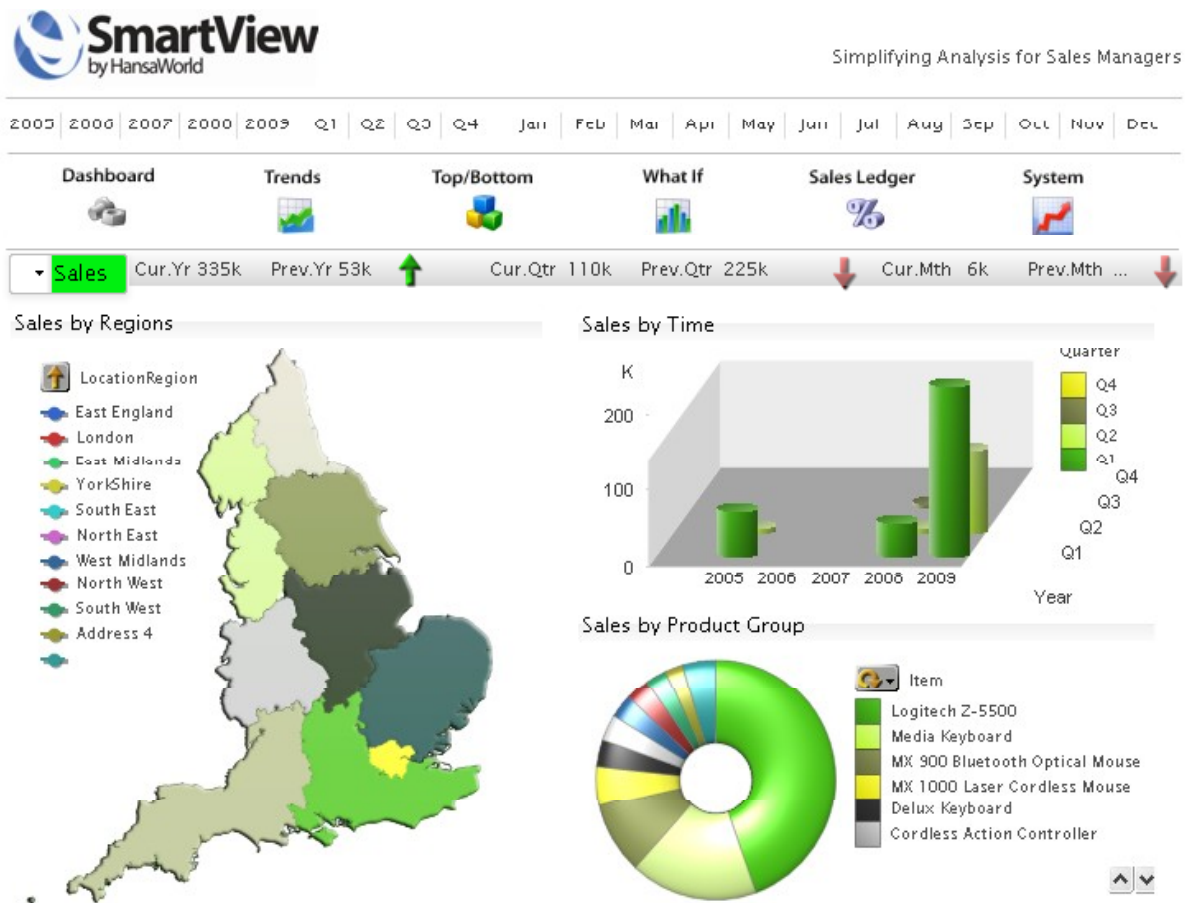 SmartView
by HansaWorld
Simplifying Analysis for Sales Managers
2005 2006 2007 2009 Q1 Q2 Q3 Q4 Jan Feb Mar Apr May Jun Jul Aug Sep Oct Nov Dec
Dashboard Trends Top/Bottom What If Sales Ledger System
Sales Cur.Yr 335k Prev.Yr 53k Cur.Qtr 110k Prev.Qtr 225k Cur.Mth 6k Prev.Mth ...
Sales by Regions
LocationRegion
East England
London
East Midlands
YorkShire
South East
North East
West Midlands
North West
South West
Address 4
Sales by Time
K
200
100
0
2005 2006 2007 2008 2009
Year
Quarter
Q4
Q3
Q2
Q1
Q4
Q3
Q2
Q1
Sales by Product Group
Item
Logitech Z-5500
Media Keyboard
MX 900 Bluetooth Optical Mouse
MX 1000 Laser Cordless Mouse
Delux Keyboard
Cordless Action Controller